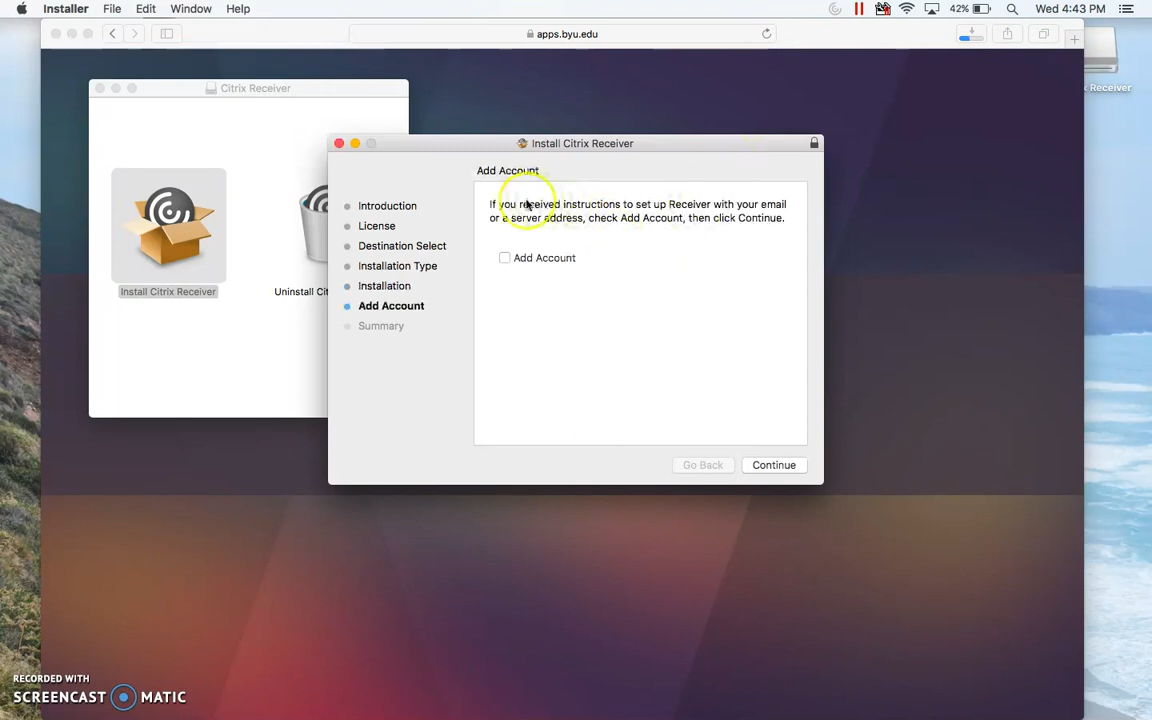 Installer File Edit Window Help 42% Wed 4:43 PM
apps.byu.edu
Citrix Receiver
x Receiver
Install Citrix Receiver
Add Account
Introduction
License
Destination Select
Installation Type
Installation
Add Account
Summary
If you received instructions to set up Receiver with your email
or a server address, check Add Account, then click Continue.
Add Account
Install Citrix Receiver
Uninstall Cit
Go Back Continue
RECORDED WITH
SCREENCAST MATIC